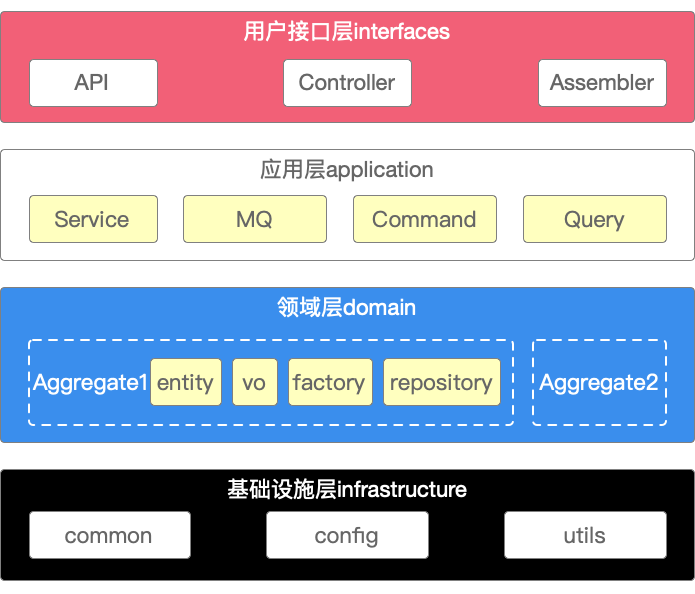 用户接口层interfaces
API Controller Assembler
应用层application
Service MQ Command Query
领域层domain
Aggregate1 entity vo factory repository Aggregate2
基础设施层infrastructure
common config utils